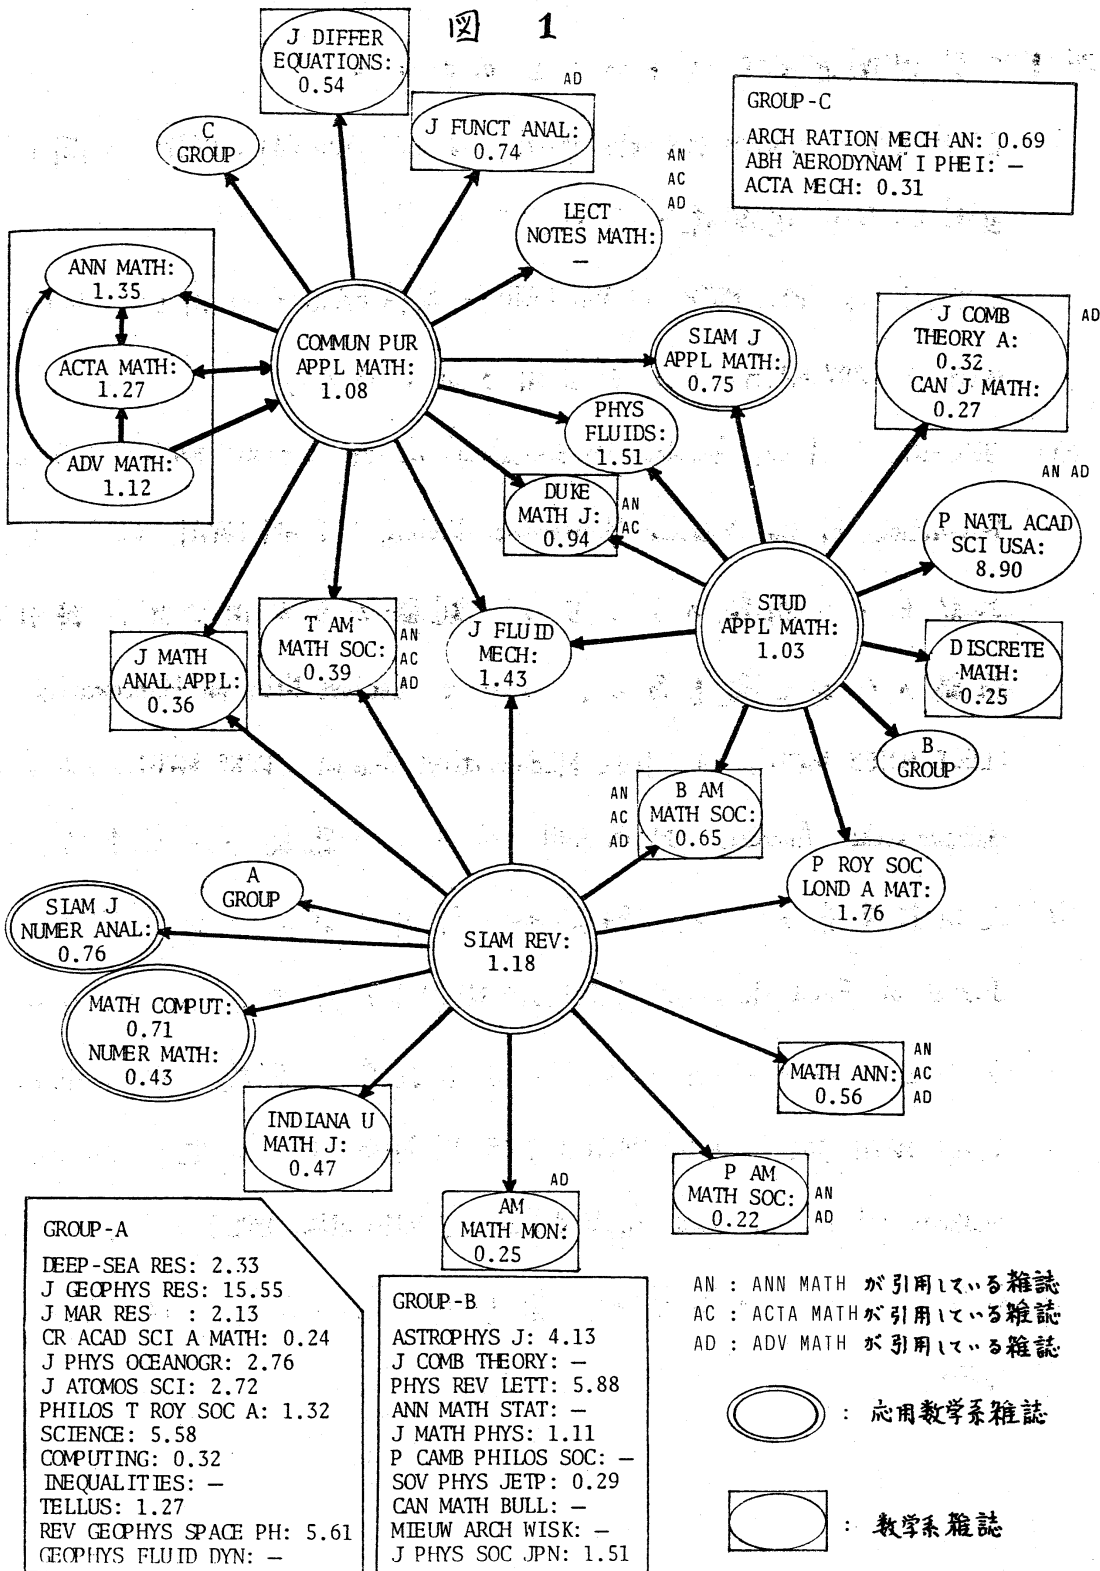 図 1
J DIFFER
EQUATIONS:
0.54
AD
J FUNCT ANAL:
0.74
C
GROUP
AN
AC
AD
LECT
NOTES MATH:
—
GROUP-C
ARCH RATION MECH AN: 0.69
ABH AERODYNAM I PHEI: —
ACTA MECH: 0.31
ANN MATH:
1.35
ACTA MATH:
1.27
ADV MATH:
1.12
COMMUN PUR
APPL MATH:
1.08
SIAM J
APPL MATH:
0.75
J COMB
THEORY A:
0.32
CAN J MATH:
0.27
AD
PHYS
FLUIDS:
1.51
DUKE
MATH J:
0.94
AN
AC
AN AD
P NATL ACAD
SCI USA:
8.90
STUD
APPL MATH:
1.03
J MATH
ANAL APPL:
0.36
T AM
MATH SOC:
0.39
AN
AC
AD
J FLUID
MECH:
1.43
DISCRETE
MATH:
0.25
B
GROUP
AN
AC
AD
B AM
MATH SOC:
0.65
P ROY SOC
LOND A MAT:
1.76
A
GROUP
SIAM J
NUMER ANAL:
0.76
SIAM REV:
1.18
MATH COMPUT:
0.71
NUMER MATH:
0.43
MATH ANN:
0.56
AN
AC
AD
INDIANA U
MATH J:
0.47
AD
AM
MATH MON:
0.25
P AM
MATH SOC:
0.22
AN
AD
GROUP-A
DEEP-SEA RES: 2.33
J GEOPHYS RES: 15.55
J MAR RES : 2.13
CR ACAD SCI A MATH: 0.24
J PHYS OCEANOGR: 2.76
J ATOMOS SCI: 2.72
PHILOS T ROY SOC A: 1.32
SCIENCE: 5.58
COMPUTING: 0.32
INEQUALITIES: —
TELLUS: 1.27
REV GEOPHYS SPACE PH: 5.61
GEOPHYS FLUID DYN: —
GROUP-B
ASTROPHYS J: 4.13
J COMB THEORY: —
PHYS REV LETT: 5.88
ANN MATH STAT: —
J MATH PHYS: 1.11
P CAMB PHILOS SOC: —
SOV PHYS JETP: 0.29
CAN MATH BULL: —
MIEUW ARCH WISK: —
J PHYS SOC JPN: 1.51
AN : ANN MATH が引用している雑誌
AC : ACTA MATH が引用している雑誌
AD : ADV MATH が引用している雑誌
: 応用数学系雑誌
: 数学系雑誌